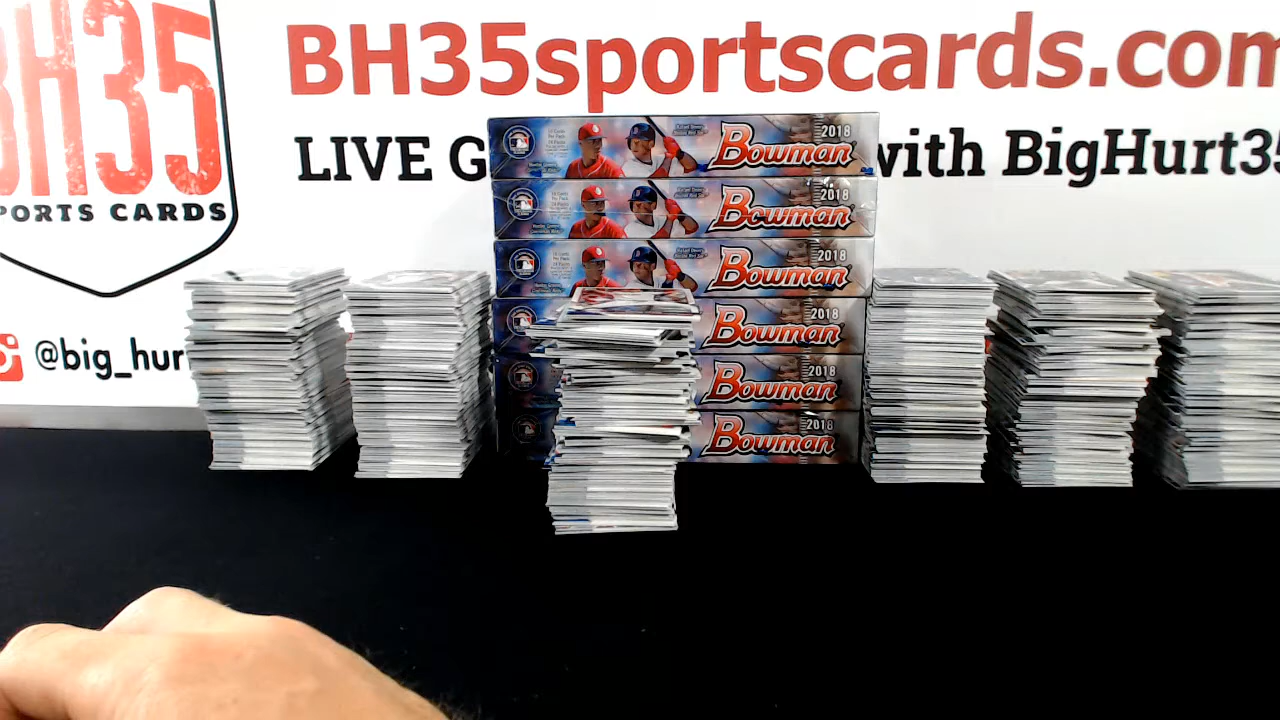 BH35
SPORTS CARDS
BH35sportscards.com
LIVE G
with BigHurt35
@big_hur
2018
Bowman
2018
Bowman
2018
Bowman
2018
Bowman
2018
Bowman
2018
Bowman